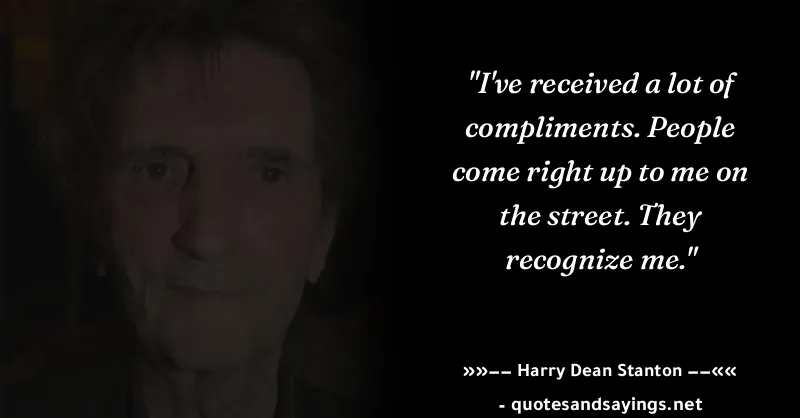 "I've received a lot of
compliments. People
come right up to me on
the street. They
recognize me."
»»−− Harry Dean Stanton −−««
- quotesandsayings.net